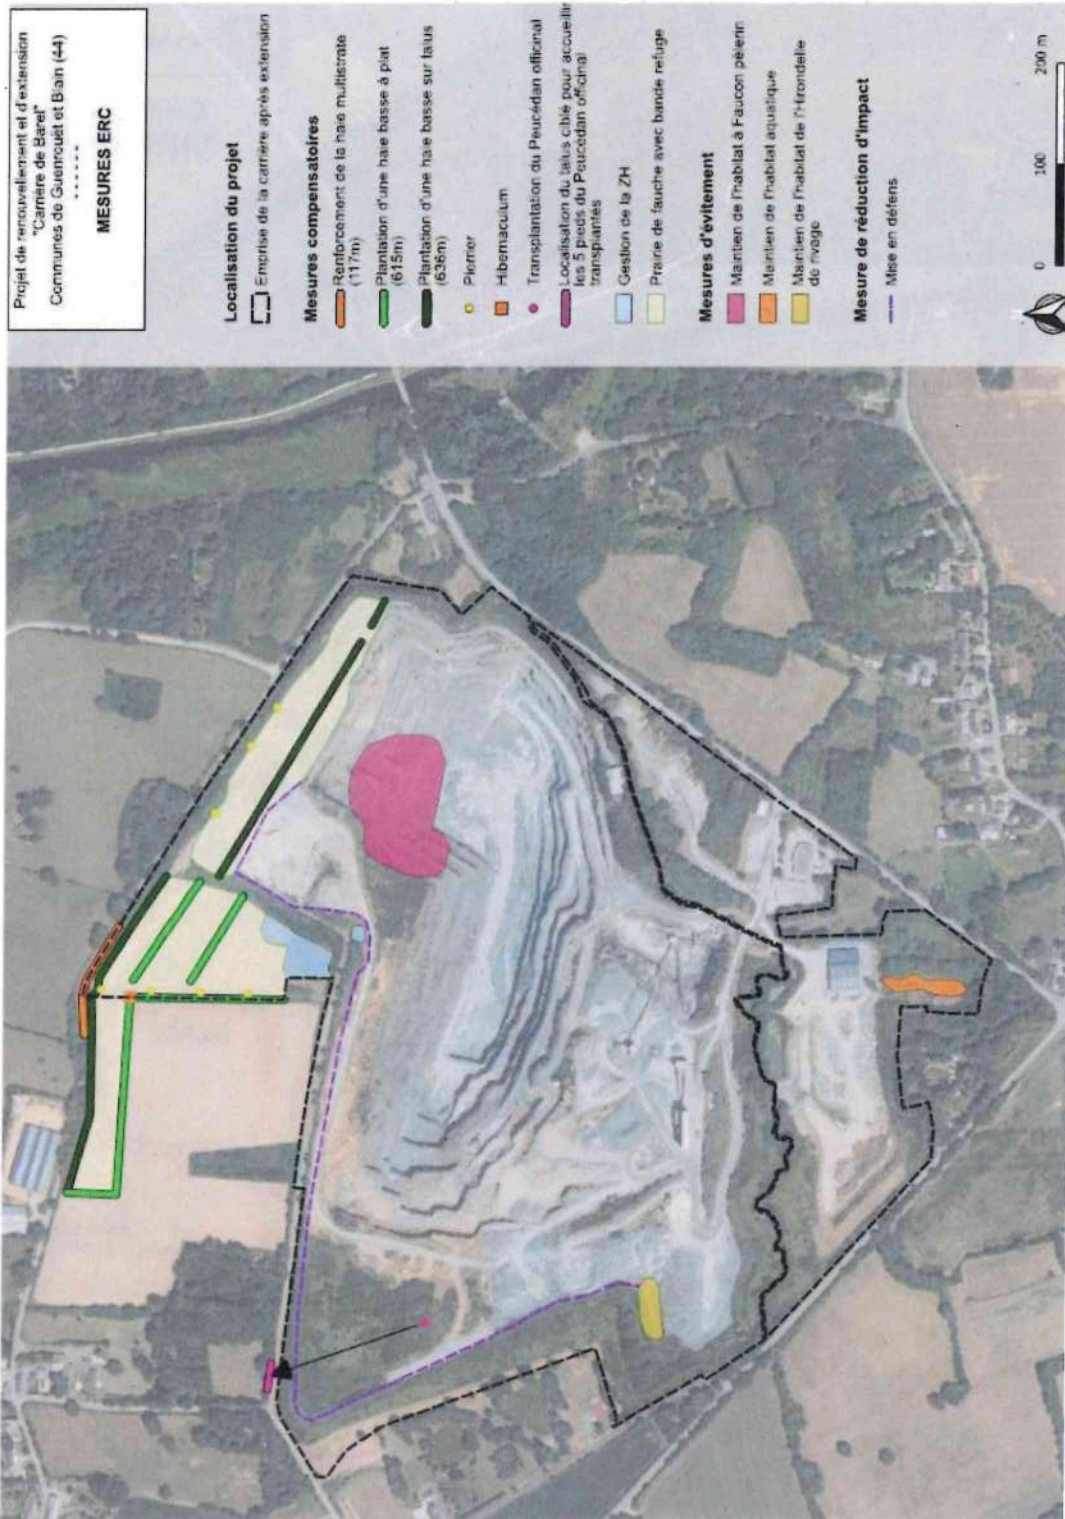 Projet de renouvellement et d'extension
"Carrière de Barel"
Communes de Guenrouët et Blain (44)
......
MESURES ERC
Localisation du projet
Emprise de la carrière après extension
Mesures compensatoires
Renforcement de la haie multistrate
(117m)
Plantation d'une haie basse à plat
(615m)
Plantation d'une haie basse sur talus
(636m)
Pierrier
Hibernaculum
Transplantation du Peucédan officinal
Localisation du talus ciblé pour accueillir
les 5 pieds du Peucédan officinal
transplantés
Gestion de la ZH
Prairie de fauche avec bande refuge
Mesures d'évitement
Maintien de l'habitat à Faucon pèlerin
Maintien de l'habitat aquatique
Maintien de l'habitat de l'Hirondelle
de rivage
Mesure de réduction d'impact
Mise en défens
0 100 200 m